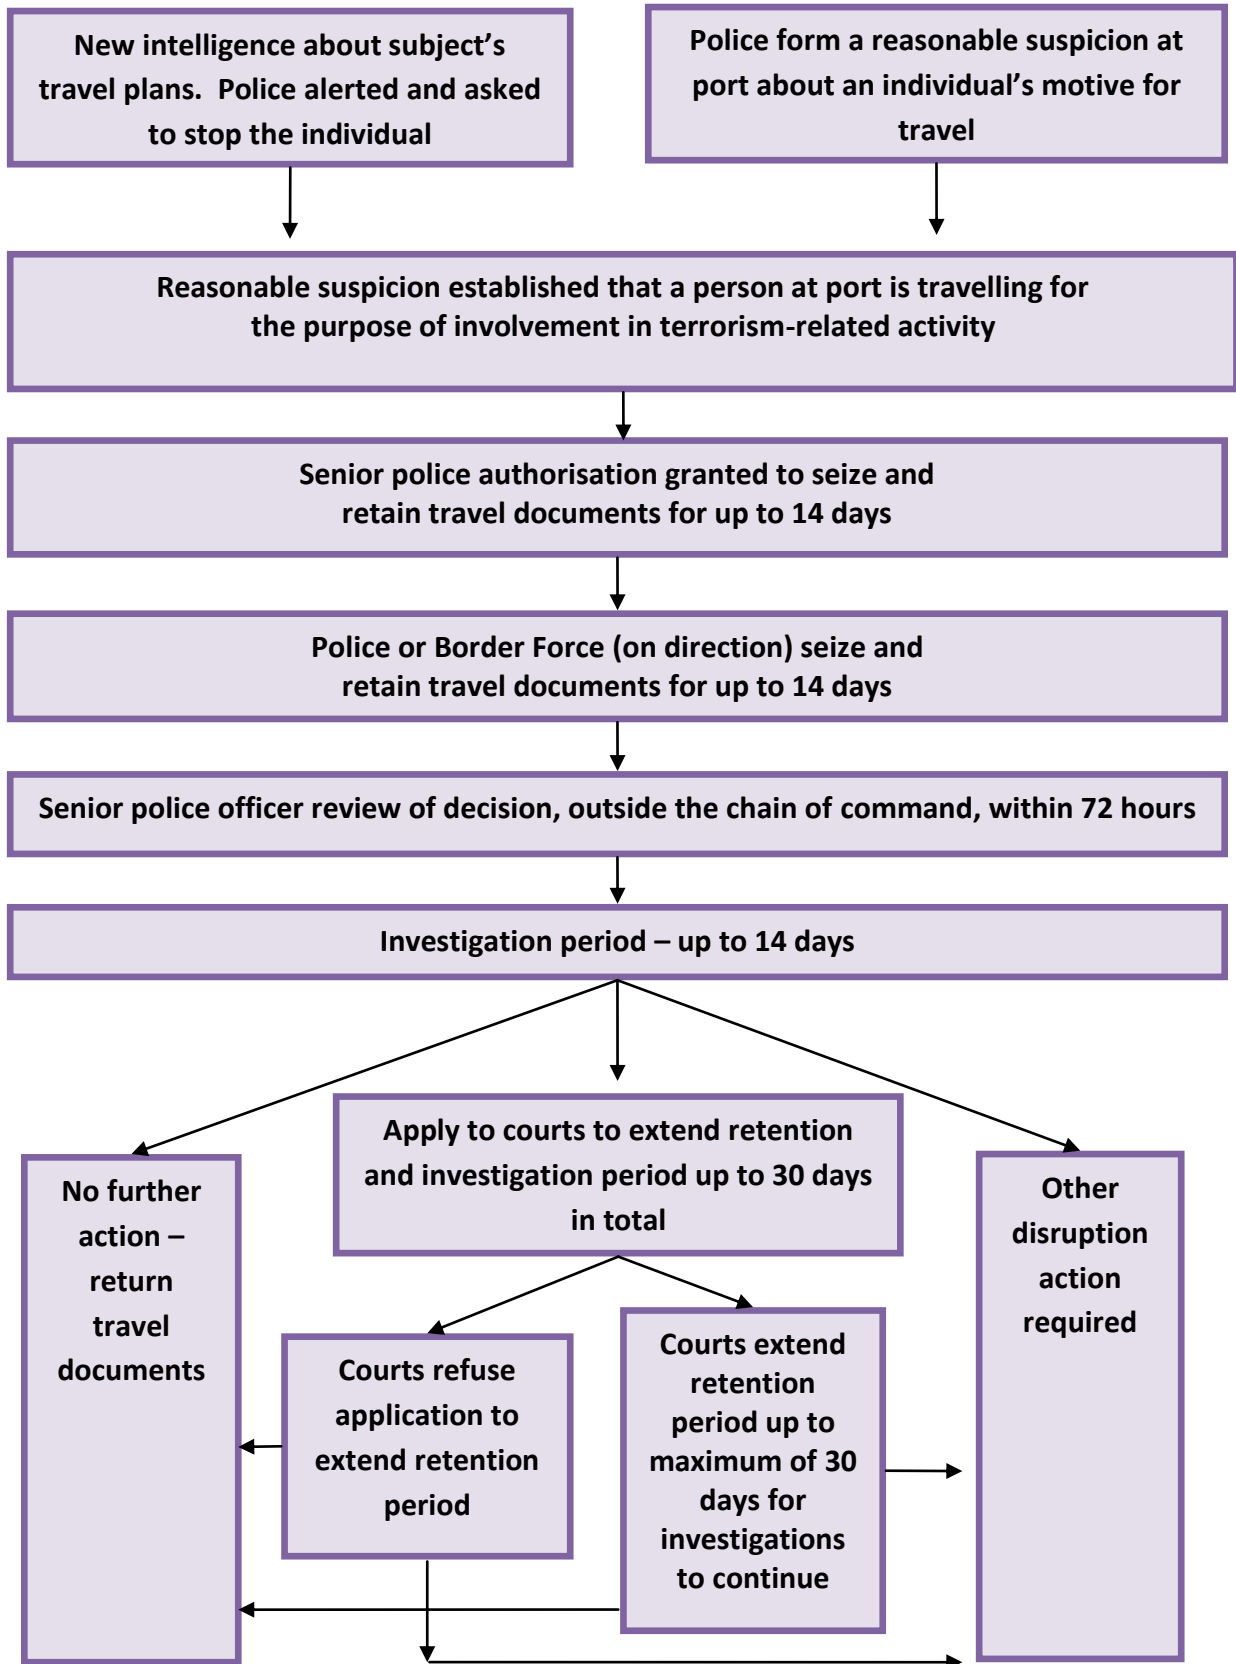 New intelligence about subject’s
travel plans.  Police alerted and asked
to stop the individual
Police form a reasonable suspicion at
port about an individual’s motive for
travel
Reasonable suspicion established that a person at port is travelling for
the purpose of involvement in terrorism-related activity
Senior police authorisation granted to seize and
retain travel documents for up to 14 days
Police or Border Force (on direction) seize and
retain travel documents for up to 14 days
Senior police officer review of decision, outside the chain of command, within 72 hours
Investigation period – up to 14 days
Apply to courts to extend retention
and investigation period up to 30 days
in total
No further
action –
return
travel
documents
Other
disruption
action
required
Courts refuse
application to
extend retention
period
Courts extend
retention
period up to
maximum of 30
days for
investigations
to continue